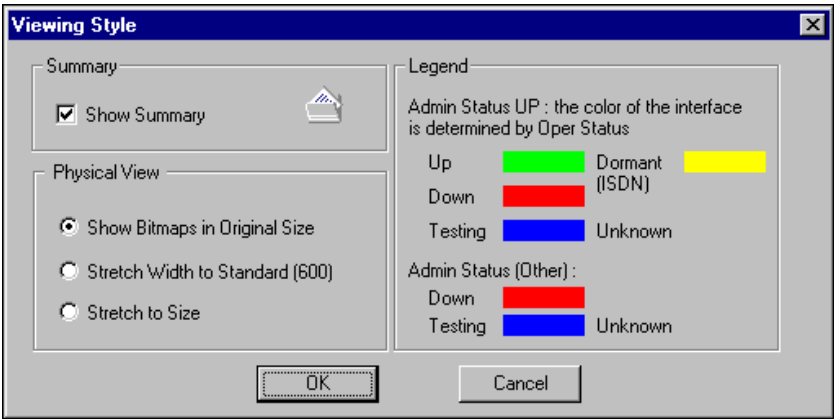 Viewing Style
Summary
Show Summary
Physical View
Show Bitmaps in Original Size
Stretch Width to Standard (600)
Stretch to Size
Legend
Admin Status UP : the color of the interface
is determined by Oper Status
Up Dormant
(ISDN)
Down
Testing Unknown
Admin Status (Other) :
Down
Testing Unknown
OK Cancel